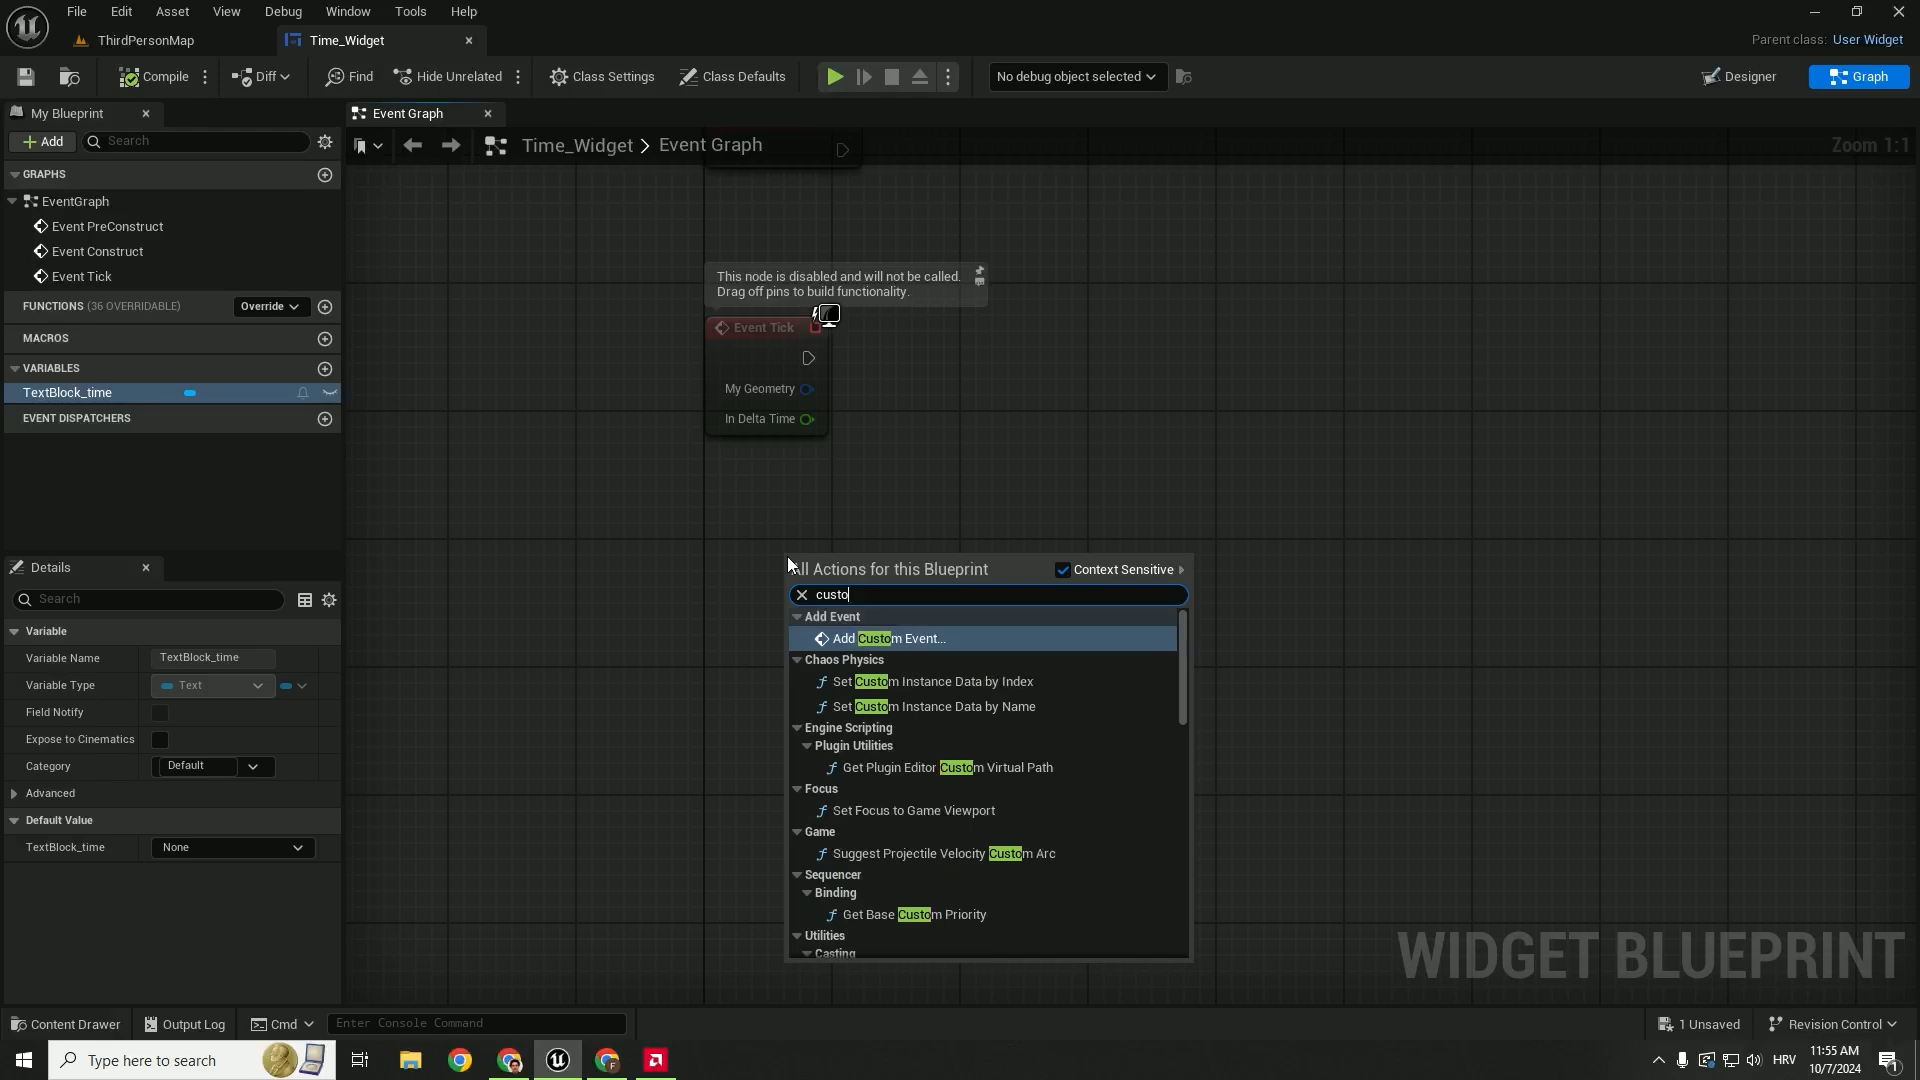 File Edit Asset View Debug Window Tools Help
ThirdPersonMap
Time_Widget
Parent class: User Widget
Compile
Diff
Find
Hide Unrelated
Class Settings
Class Defaults
No debug object selected
Designer
Graph
My Blueprint
Event Graph
Add
Search
Time_Widget > Event Graph
Zoom 1:1
GRAPHS
EventGraph
Event PreConstruct
Event Construct
Event Tick
FUNCTIONS (36 OVERRIDABLE)
Override
MACROS
VARIABLES
TextBlock_time
EVENT DISPATCHERS
This node is disabled and will not be called.
Drag off pins to build functionality.
Event Tick
My Geometry
In Delta Time
Details
Search
Variable
Variable Name
TextBlock_time
Variable Type
Text
Field Notify
Expose to Cinematics
Category
Default
Advanced
Default Value
TextBlock_time
None
All Actions for this Blueprint
Context Sensitive
custo
Add Event
Add Custom Event...
Chaos Physics
Set Custom Instance Data by Index
Set Custom Instance Data by Name
Engine Scripting
Plugin Utilities
Get Plugin Editor Custom Virtual Path
Focus
Set Focus to Game Viewport
Game
Suggest Projectile Velocity Custom Arc
Sequencer
Binding
Get Base Custom Priority
Utilities
Casting
WIDGET BLUEPRINT
Content Drawer
Output Log
Cmd
Enter Console Command
1 Unsaved
Revision Control
Type here to search
HRV
11:55 AM
10/7/2024
1